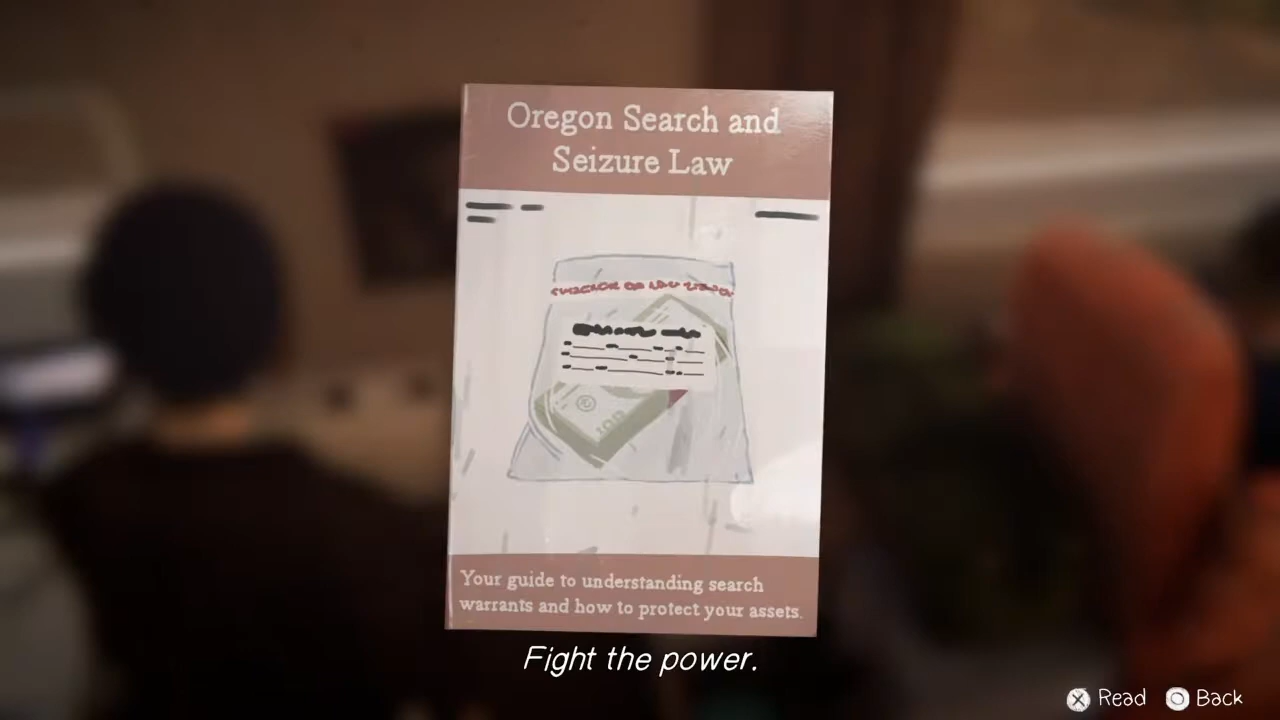 Oregon Search and
Seizure Law
Your guide to understanding search
warrants and how to protect your assets.
Fight the power.
Read Back